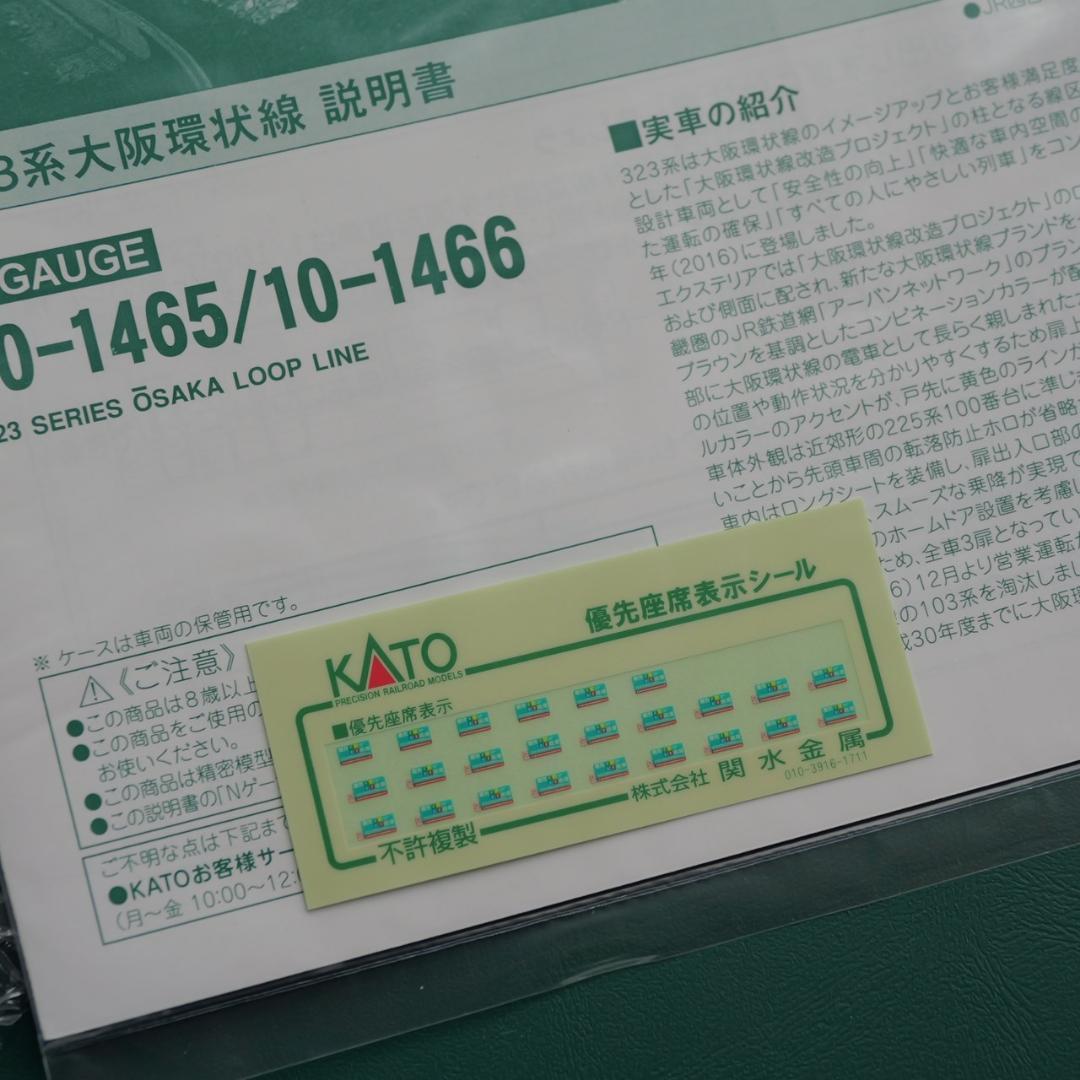 3系大阪環状線 説明書
GAUGE
0-1465/10-1466
23 SERIES ŌSAKA LOOP LINE
※ ケースは車両の保管用です。
《ご注意》
●この商品は8歳以上
●この商品をご使用の
お使いください。
●この商品は精密模型
●この説明書の「Nゲー
ご不明な点は下記まで
●KATOお客様サー
(月〜金 10:00〜12:
■実車の紹介
323系は大阪環状線のイメージアップとお客様満足度
とした「大阪環状線改造プロジェクト」の柱となる線区
設計車両として「安全性の向上」「快適な車内空間の
た運転の確保」「すべての人にやさしい列車」をコン
年(2016)に登場しました。
エクステリアでは「大阪環状線改造プロジェクト」のロ
および側面に配され、新たな大阪環状線ブランドを
畿圏のJR鉄道網「アーバンネットワーク」のブラン
ブラウンを基調としたコンビネーションカラーが配
部に大阪環状線の電車として長らく親しまれた
の位置や動作状況を分かりやすくするため扉上
ルカラーのアクセントが、戸先に黄色のラインが
車体外観は近郊形の225系100番台に準じ
いことから先頭車間の転落防止ホロが省略
車内はロングシートを装備し、扉出入口部の
、スムーズな乗降が実現で
のホームドア設置を考慮し
ため、全車3扉となってい
6)12月より営業運転が
の103系を淘汰しまし
成30年度までに大阪環
KATO
PRECISION RAILROAD MODELS
優先座席表示シール
■優先座席表示
不許複製
株式会社 関水金属
010-3916-1711